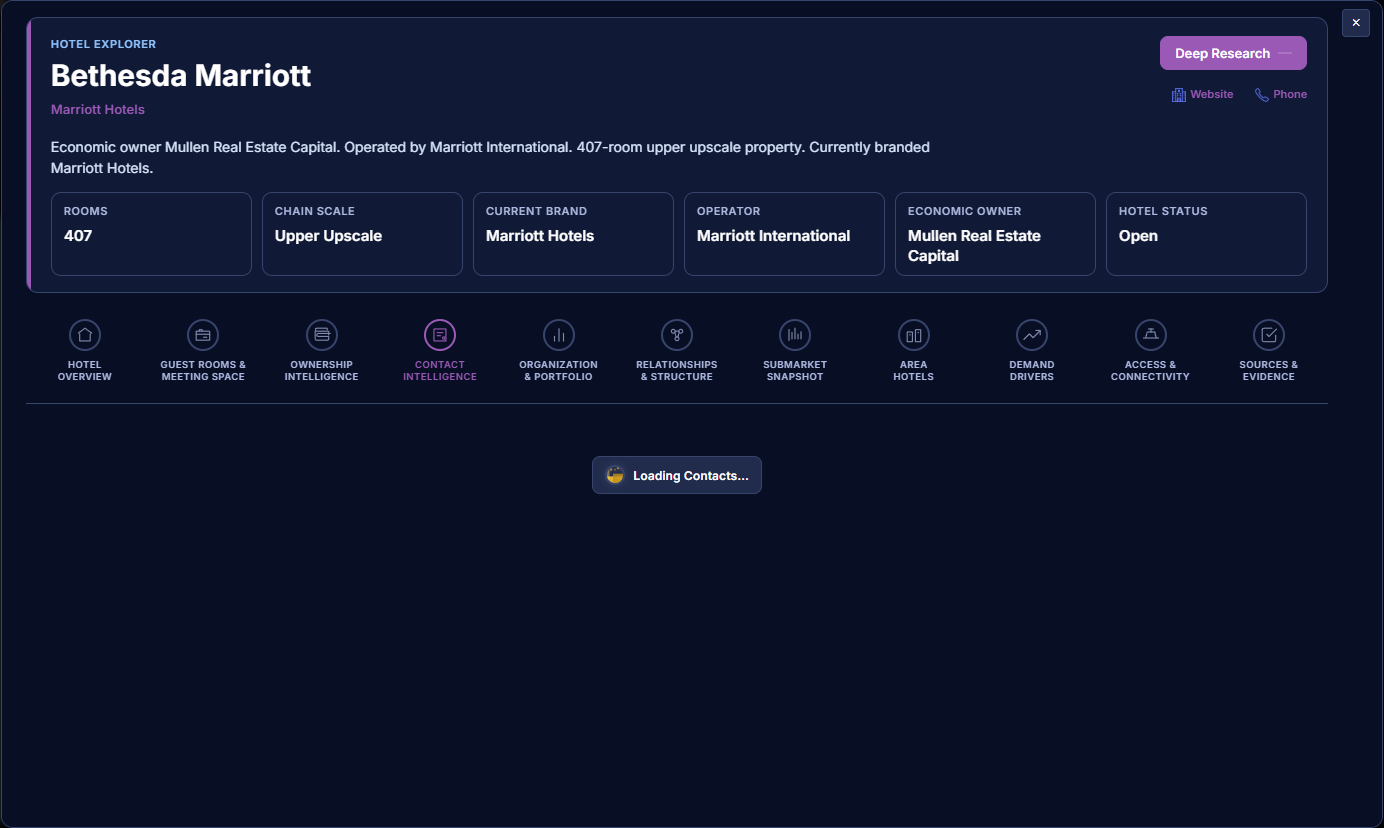 HOTEL EXPLORER
Bethesda Marriott
Marriott Hotels
Deep Research
Website
Phone
Economic owner Mullen Real Estate Capital. Operated by Marriott International. 407-room upper upscale property. Currently branded
Marriott Hotels.
ROOMS
407
CHAIN SCALE
Upper Upscale
CURRENT BRAND
Marriott Hotels
OPERATOR
Marriott International
ECONOMIC OWNER
Mullen Real Estate
Capital
HOTEL STATUS
Open
HOTEL
OVERVIEW
GUEST ROOMS &
MEETING SPACE
OWNERSHIP
INTELLIGENCE
CONTACT
INTELLIGENCE
ORGANIZATION
& PORTFOLIO
RELATIONSHIPS
& STRUCTURE
SUBMARKET
SNAPSHOT
AREA
HOTELS
DEMAND
DRIVERS
ACCESS &
CONNECTIVITY
SOURCES &
EVIDENCE
Loading Contacts...